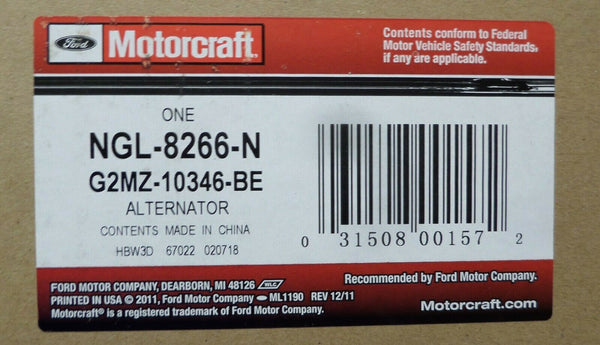 Ford Motorcraft®
Contents conform to Federal
Motor Vehicle Safety Standards,
if any are applicable.
ONE
NGL-8266-N
G2MZ-10346-BE
ALTERNATOR
CONTENTS MADE IN CHINA
HBW3D 67022 020718
0 31508 00157 2
FORD MOTOR COMPANY, DEARBORN, MI 48126 WLC
PRINTED IN USA © 2011, Ford Motor Company ML1190 REV 12/11
Motorcraft® is a registered trademark of Ford Motor Company.
Recommended by Ford Motor Company.
Motorcraft.com